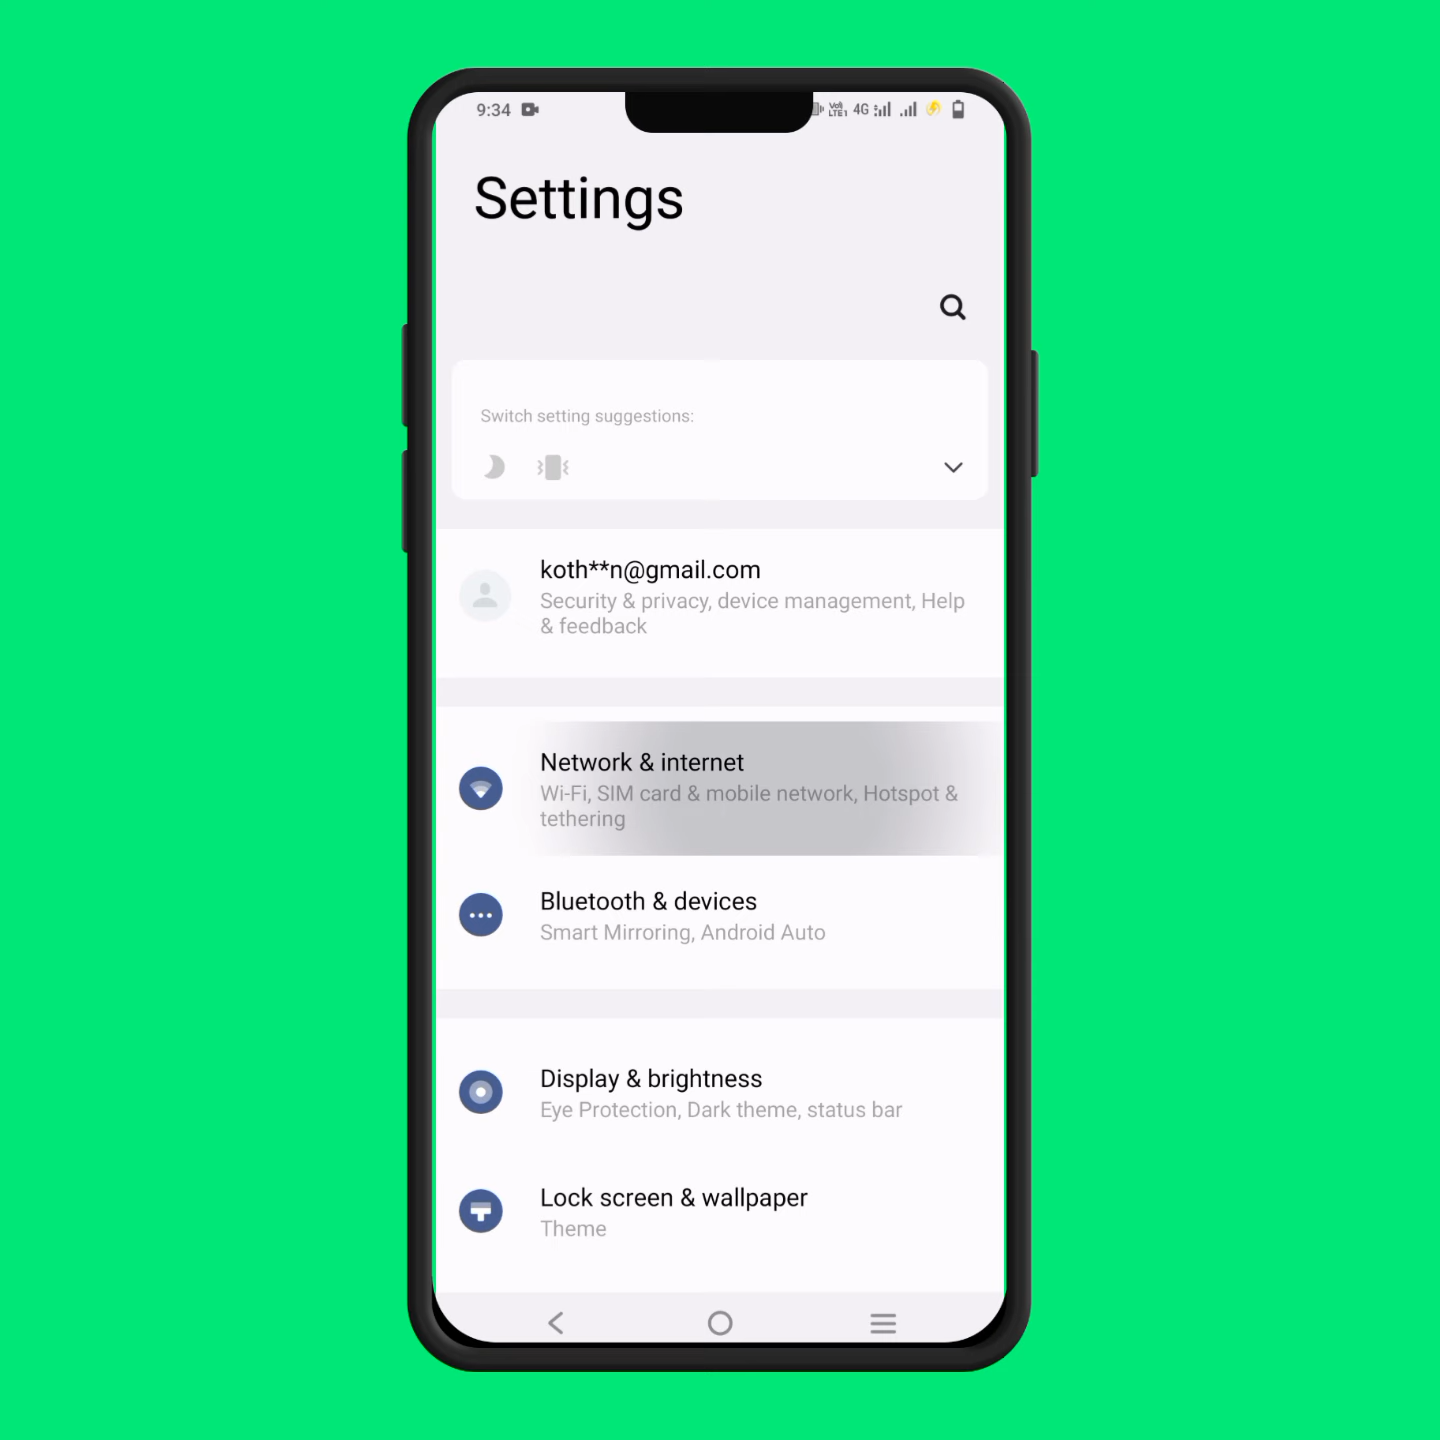 9:34
Vo) LTE1 4G
Settings
Switch setting suggestions:
koth**n@gmail.com
Security & privacy, device management, Help
& feedback
Network & internet
Wi-Fi, SIM card & mobile network, Hotspot &
tethering
Bluetooth & devices
Smart Mirroring, Android Auto
Display & brightness
Eye Protection, Dark theme, status bar
Lock screen & wallpaper
Theme